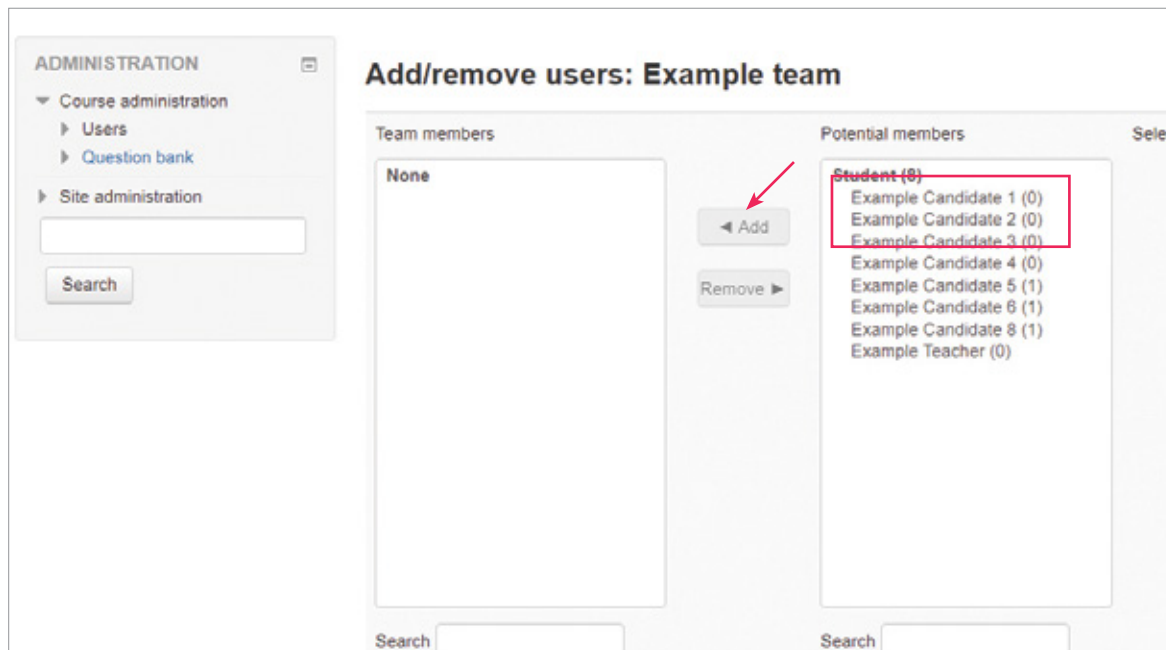 ADMINISTRATION
Course administration
Users
Question bank
Site administration
Search
Add/remove users: Example team
Team members
None
Search
◄ Add
Remove ►
Potential members
Student (8)
Example Candidate 1 (0)
Example Candidate 2 (0)
Example Candidate 3 (0)
Example Candidate 4 (0)
Example Candidate 5 (1)
Example Candidate 6 (1)
Example Candidate 8 (1)
Example Teacher (0)
Search
Sele